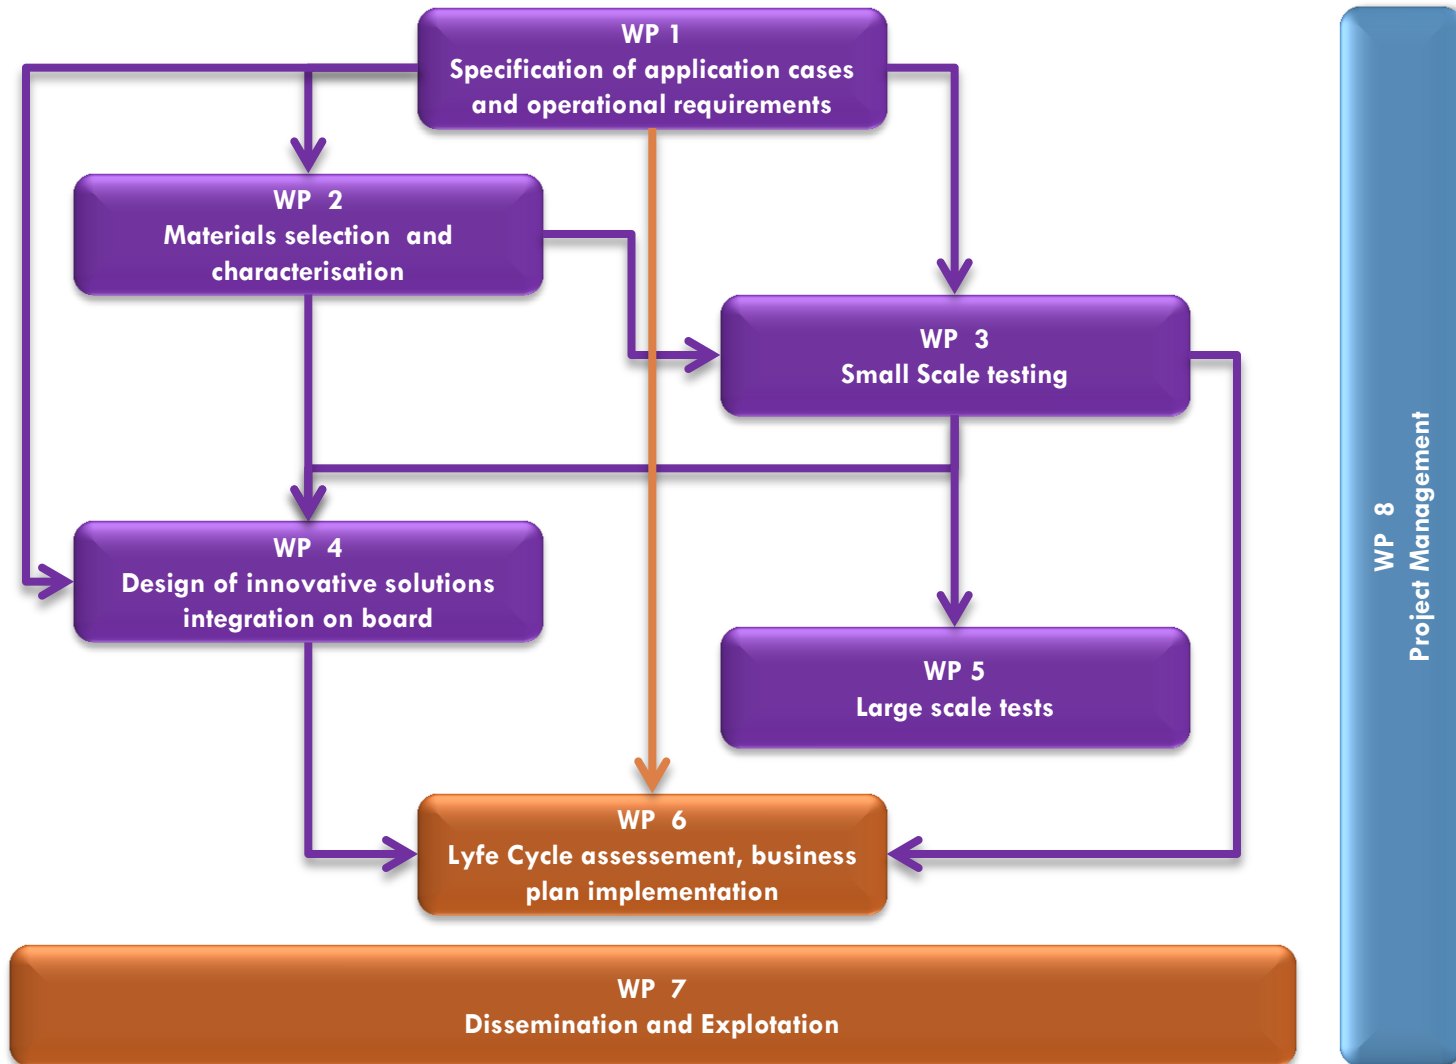 WP 1
Specification of application cases
and operational requirements
WP 2
Materials selection and
characterisation
WP 3
Small Scale testing
WP 4
Design of innovative solutions
integration on board
WP 5
Large scale tests
WP 6
Lyfe Cycle assessement, business
plan implementation
WP 7
Dissemination and Explotation
WP 8
Project Management